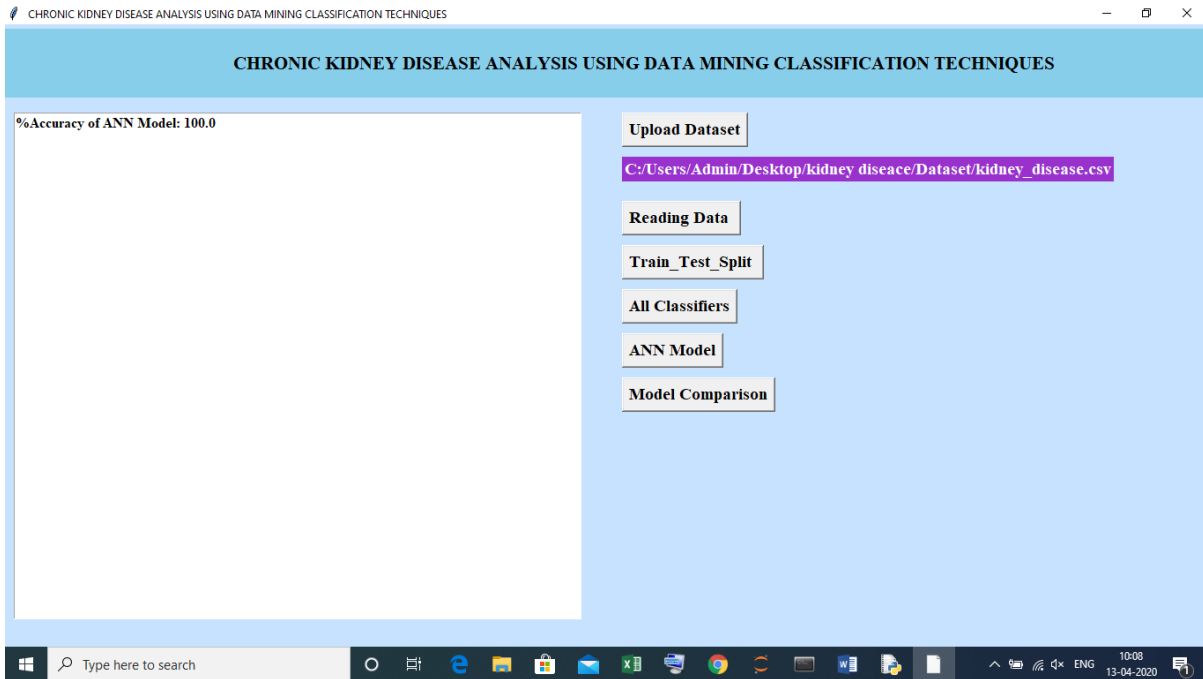 CHRONIC KIDNEY DISEASE ANALYSIS USING DATA MINING CLASSIFICATION TECHNIQUES
CHRONIC KIDNEY DISEASE ANALYSIS USING DATA MINING CLASSIFICATION TECHNIQUES
%Accuracy of ANN Model: 100.0
Upload Dataset
C:/Users/Admin/Desktop/kidney diseace/Dataset/kidney_disease.csv
Reading Data
Train_Test_Split
All Classifiers
ANN Model
Model Comparison
Type here to search
ENG
10:08
13-04-2020
1